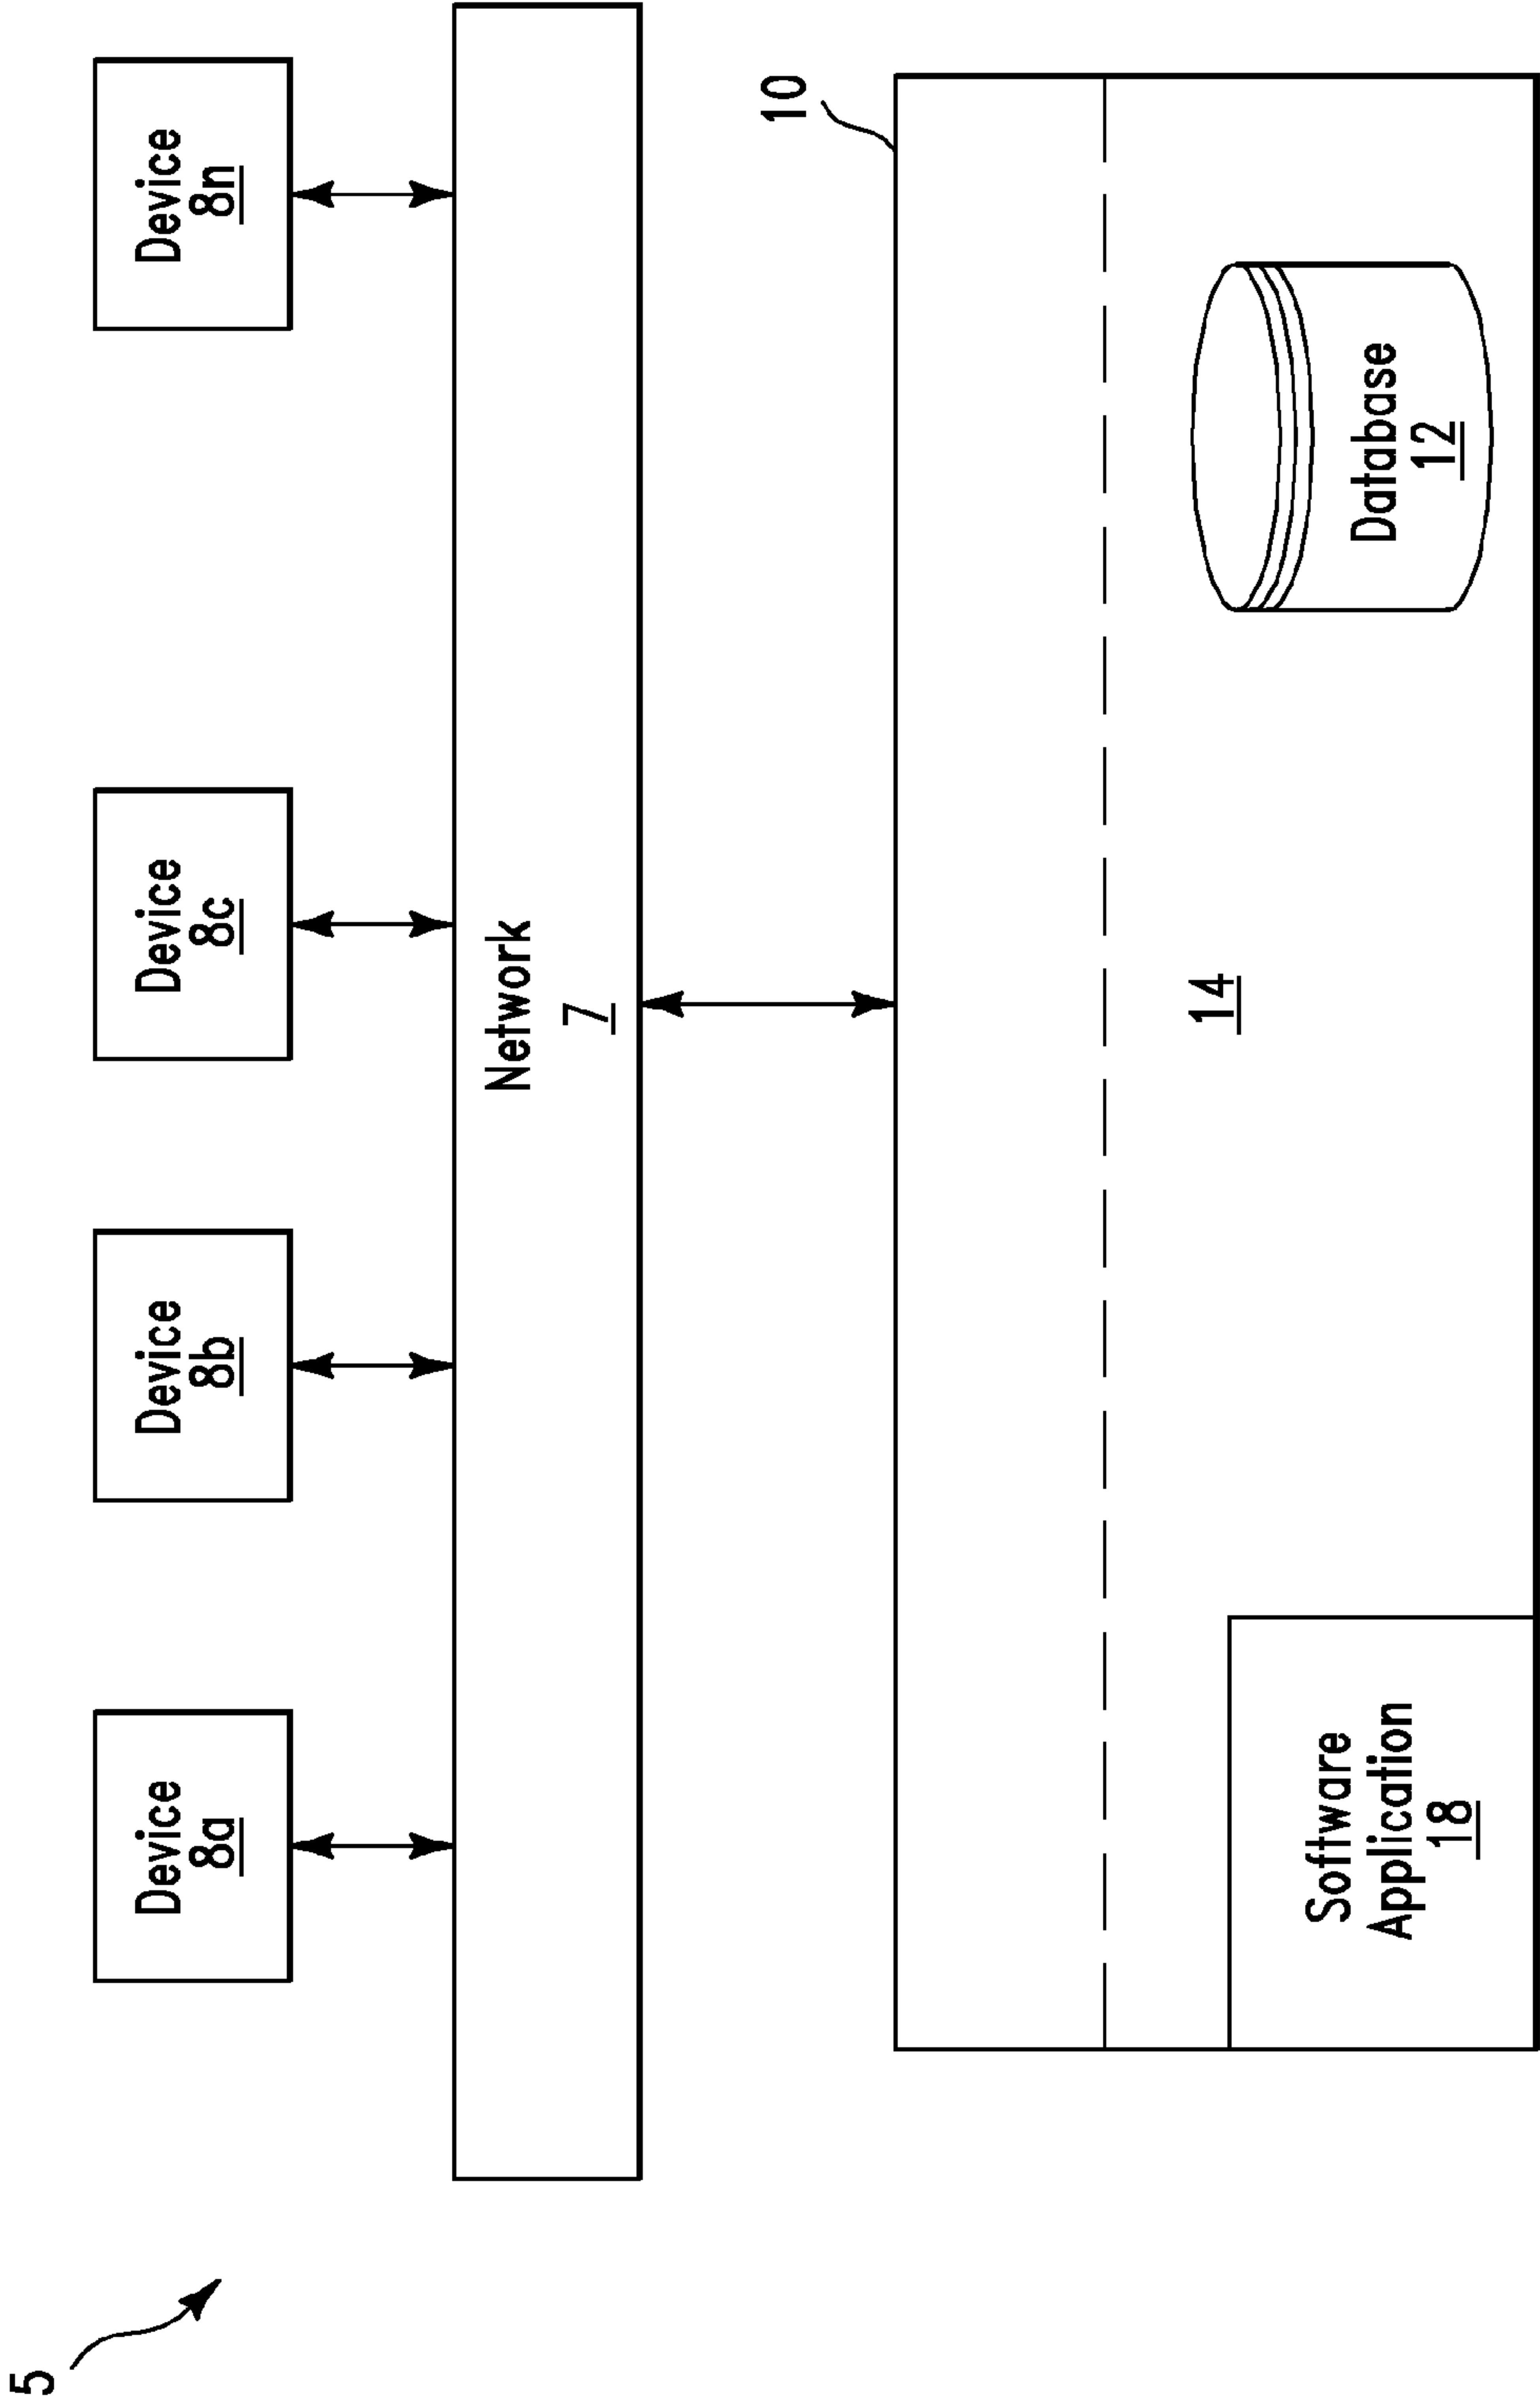 5
Device
8a
Device
8b
Device
8c
Device
8n
Network
7
10
14
Software
Application
18
Database
12